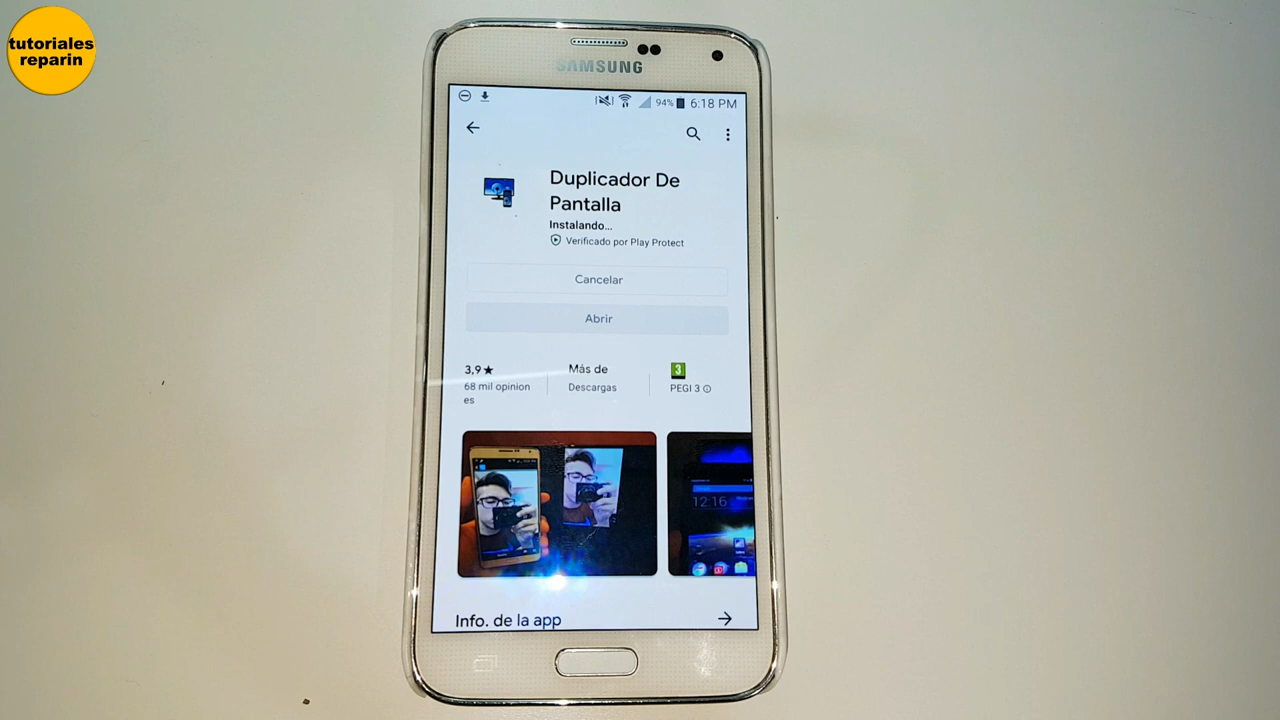 tutoriales
reparin
SAMSUNG
94% 6:18 PM
Duplicador De
Pantalla
Instalando...
Verificado por Play Protect
Cancelar
Abrir
3,9★ Más de 3
68 mil opinion Descargas PEGI 3
es
12:16
Info. de la app